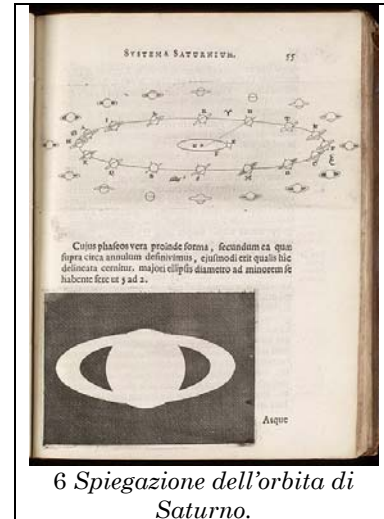 SYSTEMA SATURNIUM. 55
Cujus phaseos vera proinde forma, secundum ea quæ
supra circa annulum definivimus, ejusmodi erit qualis hic
delineata cernitur, majori ellipsis diametro ad minorem se
habente fere ut 5 ad 2.
Asque
6 Spiegazione dell'orbita di
Saturno.